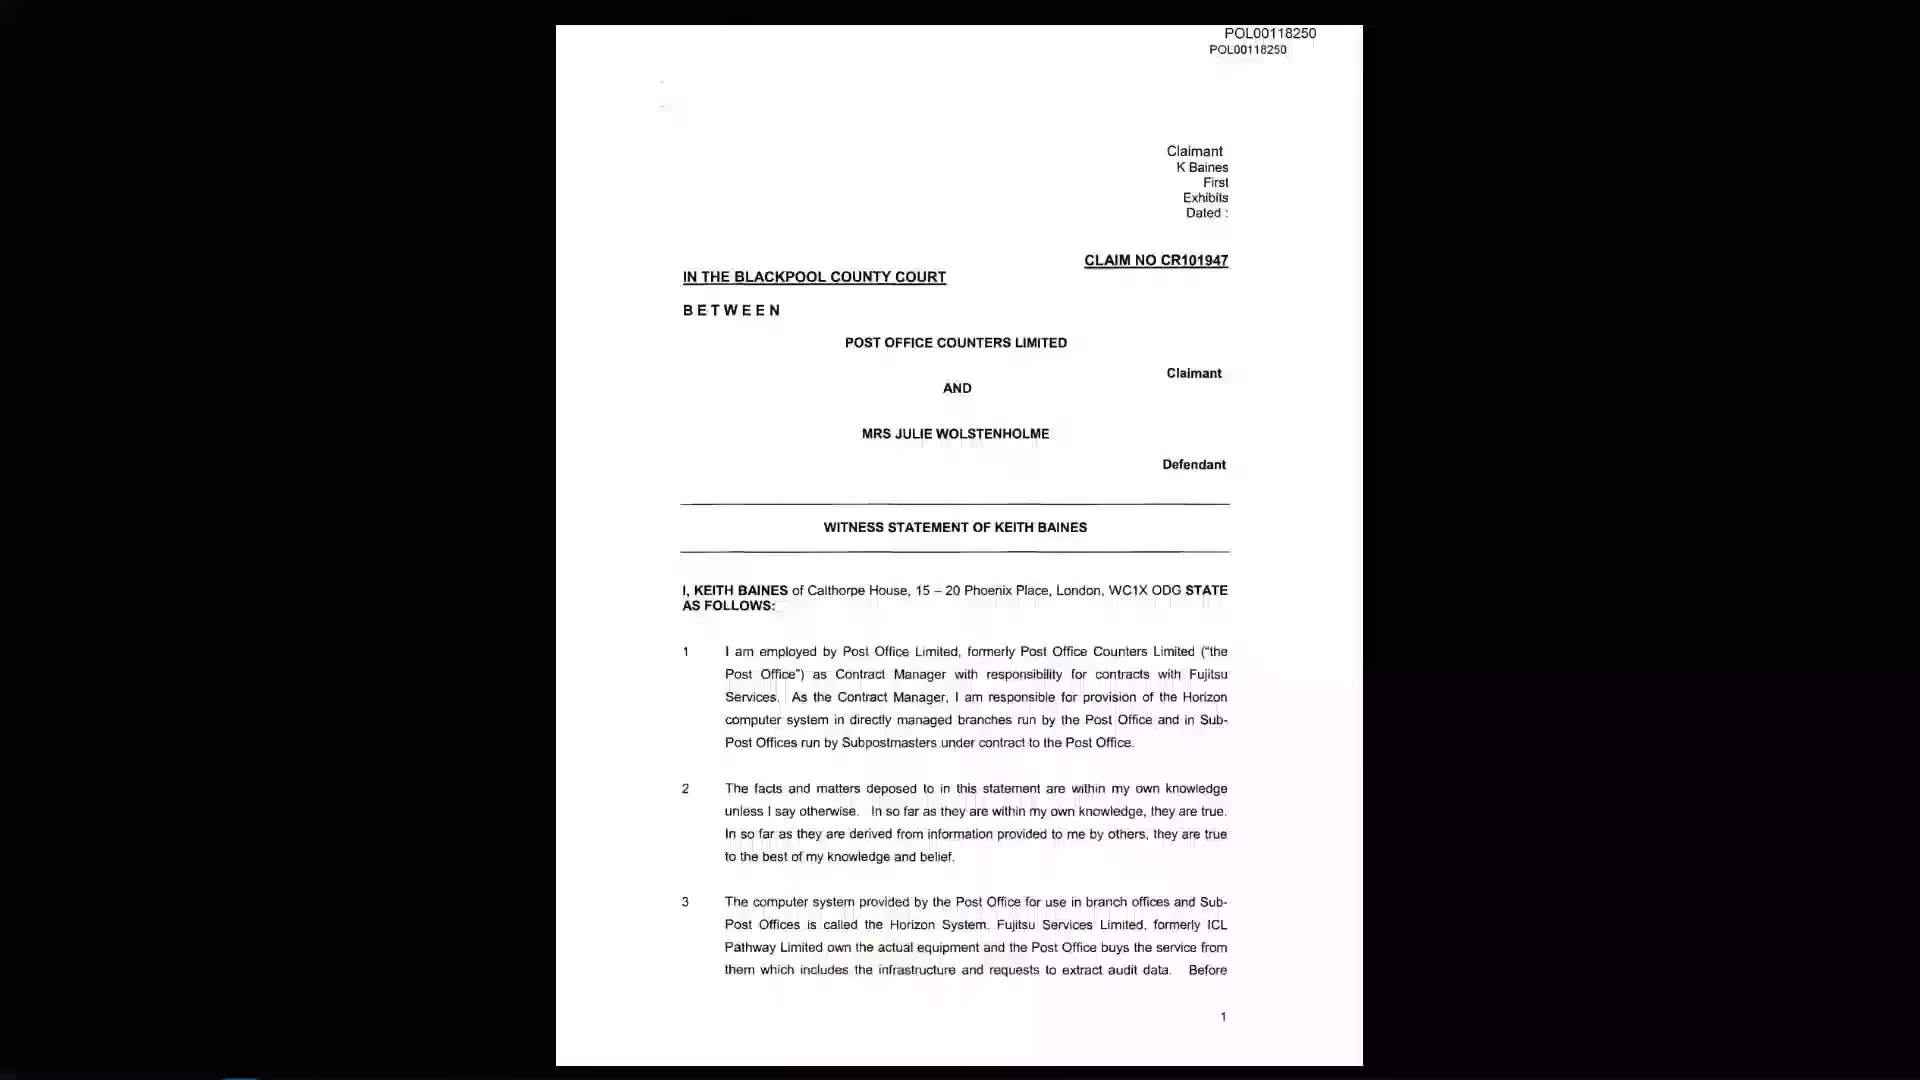 POL00118250
POL00118250
Claimant
K Baines
First
Exhibits
Dated :
CLAIM NO CR101947
IN THE BLACKPOOL COUNTY COURT
B E T W E E N
POST OFFICE COUNTERS LIMITED
Claimant
AND
MRS JULIE WOLSTENHOLME
Defendant
WITNESS STATEMENT OF KEITH BAINES
I, KEITH BAINES of Calthorpe House, 15 – 20 Phoenix Place, London, WC1X ODG STATE
AS FOLLOWS:
1 I am employed by Post Office Limited, formerly Post Office Counters Limited (“the
Post Office”) as Contract Manager with responsibility for contracts with Fujitsu
Services. As the Contract Manager, I am responsible for provision of the Horizon
computer system in directly managed branches run by the Post Office and in Sub-
Post Offices run by Subpostmasters under contract to the Post Office.
2 The facts and matters deposed to in this statement are within my own knowledge
unless I say otherwise. In so far as they are within my own knowledge, they are true.
In so far as they are derived from information provided to me by others, they are true
to the best of my knowledge and belief.
3 The computer system provided by the Post Office for use in branch offices and Sub-
Post Offices is called the Horizon System. Fujitsu Services Limited, formerly ICL
Pathway Limited own the actual equipment and the Post Office buys the service from
them which includes the infrastructure and requests to extract audit data. Before
1